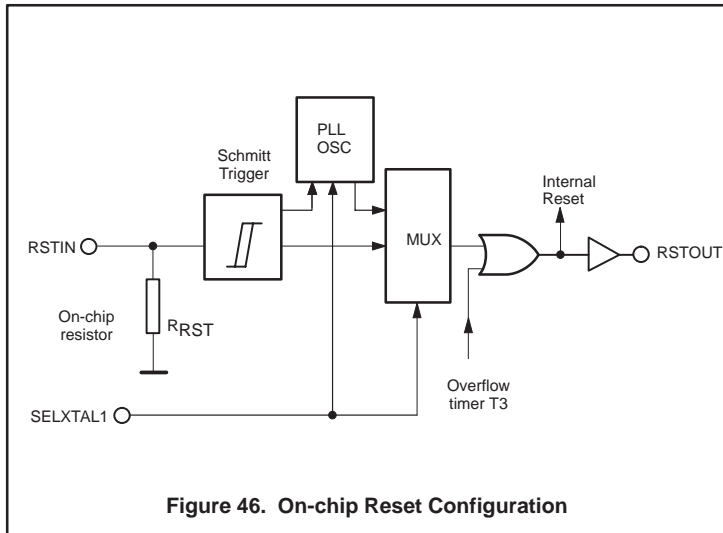 PLL
OSC
Schmitt
Trigger
Internal
Reset
RSTIN
MUX
RSTOUT
On-chip
resistor
RRST
Overflow
timer T3
SELXTAL1
Figure 46. On-chip Reset Configuration